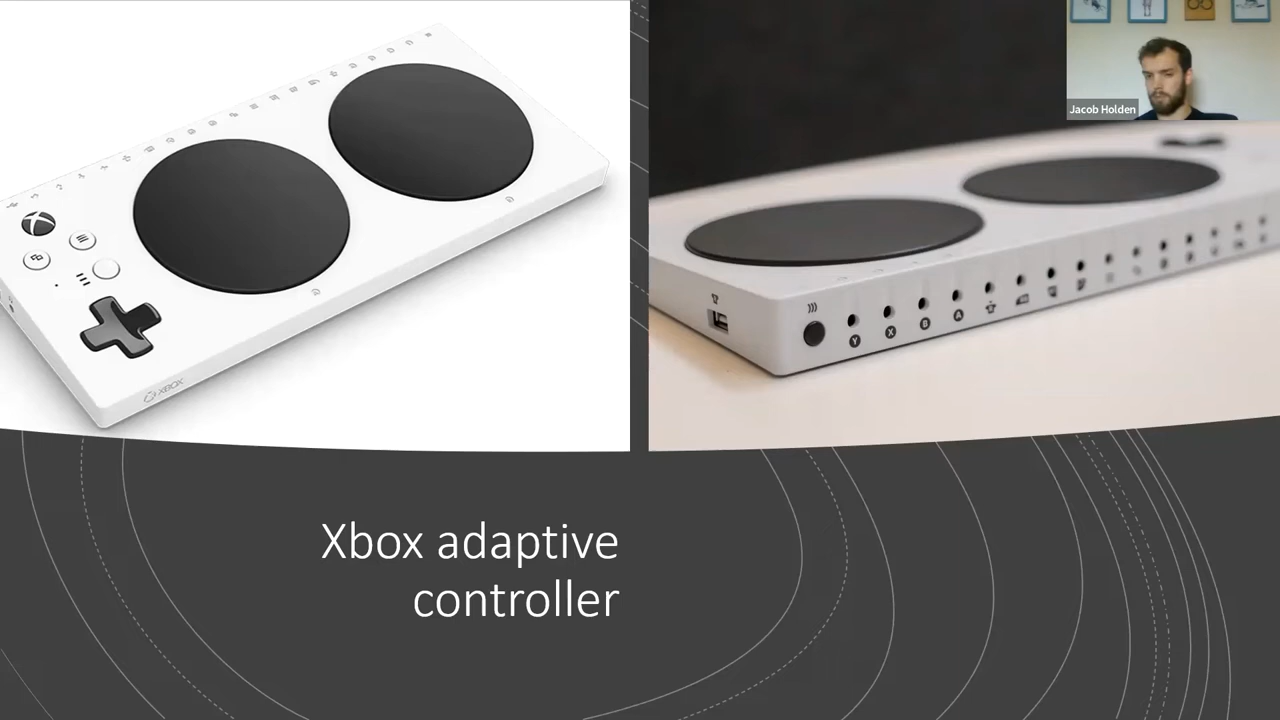 Jacob Holden
XBOX
Y
X
B
A
Xbox adaptive
controller